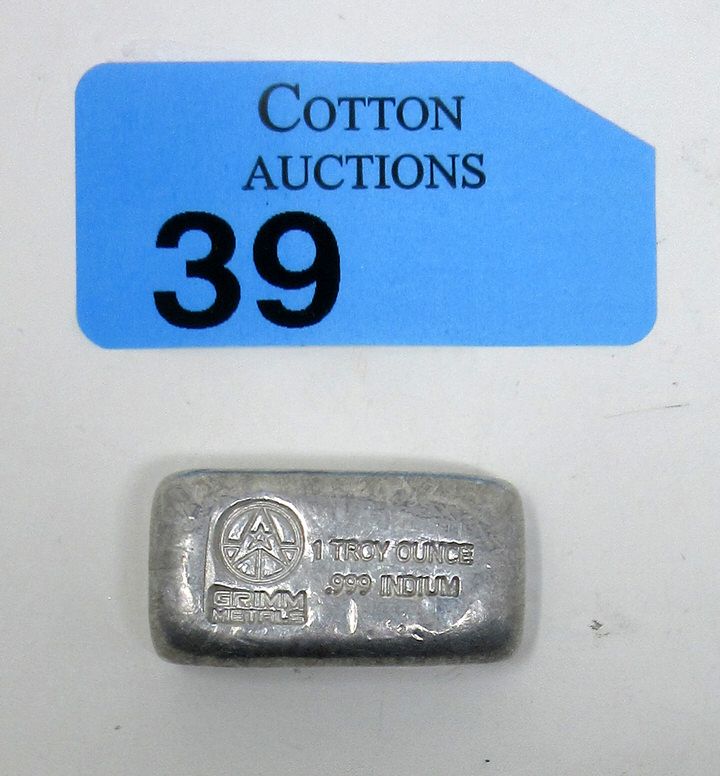 COTTON
AUCTIONS
39
1 TROY OUNCE
.999 INDIUM
GRIMM
METALS